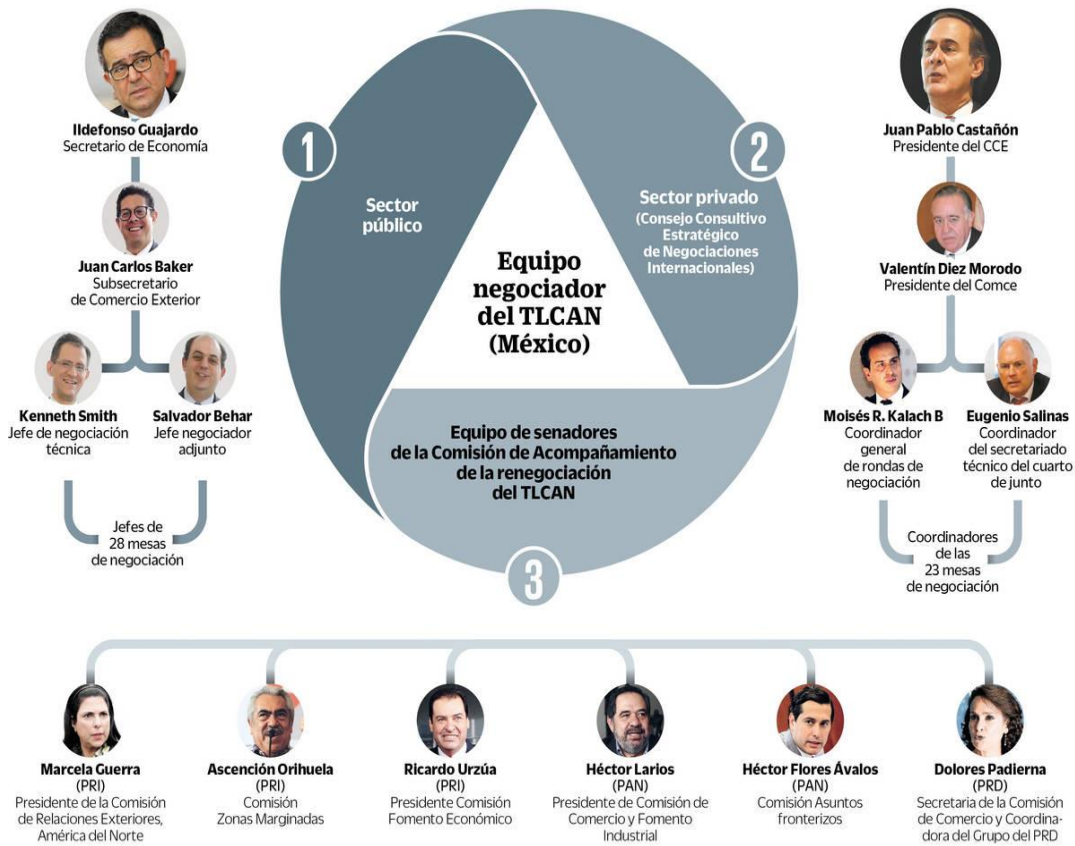 Ildefonso Guajardo
Secretario de Economía
Juan Carlos Baker
Subsecretario
de Comercio Exterior
Kenneth Smith
Jefe de negociación
técnica
Salvador Behar
Jefe negociador
adjunto
Jefes de
28 mesas
de negociación
1
Sector
público
2
Sector privado
(Consejo Consultivo
Estratégico
de Negociaciones
Internacionales)
Equipo
negociador
del TLCAN
(México)
Equipo de senadores
de la Comisión de Acompañamiento
de la renegociación
del TLCAN
3
Juan Pablo Castañón
Presidente del CCE
Valentín Diez Morodo
Presidente del Comce
Moisés R. Kalach B
Coordinador
general
de rondas de
negociación
Eugenio Salinas
Coordinador
del secretariado
técnico del cuarto
de junto
Coordinadores
de las
23 mesas
de negociación
Marcela Guerra
(PRI)
Presidente de la Comisión
de Relaciones Exteriores,
América del Norte
Ascención Orihuela
(PRI)
Comisión
Zonas Marginadas
Ricardo Urzúa
(PRI)
Presidente Comisión
Fomento Económico
Héctor Larios
(PAN)
Presidente de Comisión de
Comercio y Fomento
Industrial
Héctor Flores Ávalos
(PAN)
Comisión Asuntos
fronterizos
Dolores Padierna
(PRD)
Secretaria de la Comisión
de Comercio y Coordina-
dora del Grupo del PRD